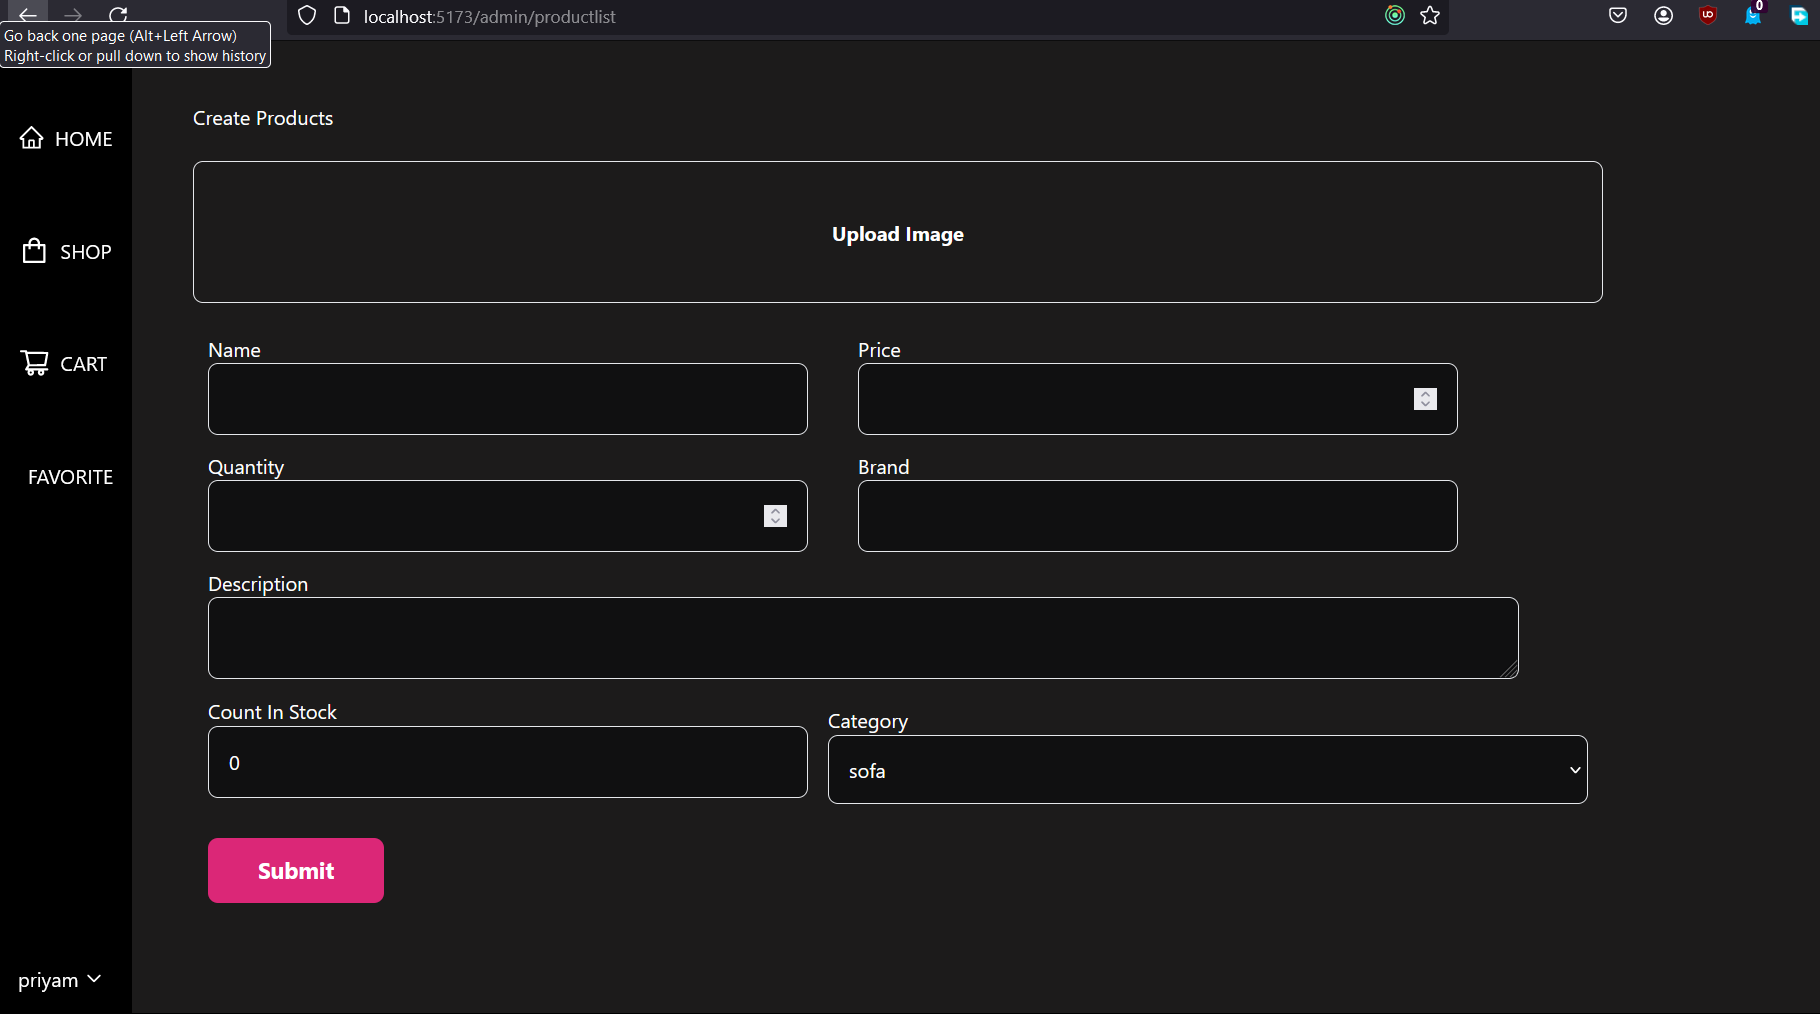 localhost:5173/admin/productlist
0
Go back one page (Alt+Left Arrow)
Right-click or pull down to show history
HOME
SHOP
CART
FAVORITE
priyam
Create Products
Upload Image
Name
Price
Quantity
Brand
Description
Count In Stock
0
Category
sofa
Submit